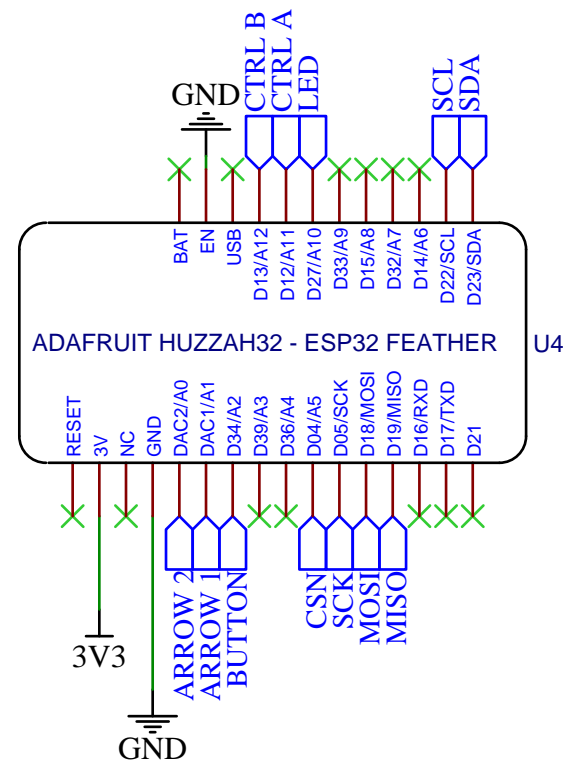 CTRL B
CTRL A
LED
SCL
SDA
GND
BAT
EN
USB
D13/A12
D12/A11
D27/A10
D33/A9
D15/A8
D32/A7
D14/A6
D22/SCL
D23/SDA
ADAFRUIT HUZZAH32 - ESP32 FEATHER
U4
RESET
3V
NC
GND
DAC2/A0
DAC1/A1
D34/A2
D39/A3
D36/A4
D04/A5
D05/SCK
D18/MOSI
D19/MISO
D16/RXD
D17/TXD
D21
ARROW 2
ARROW 1
BUTTON
CSN
SCK
MOSI
MISO
3V3
GND